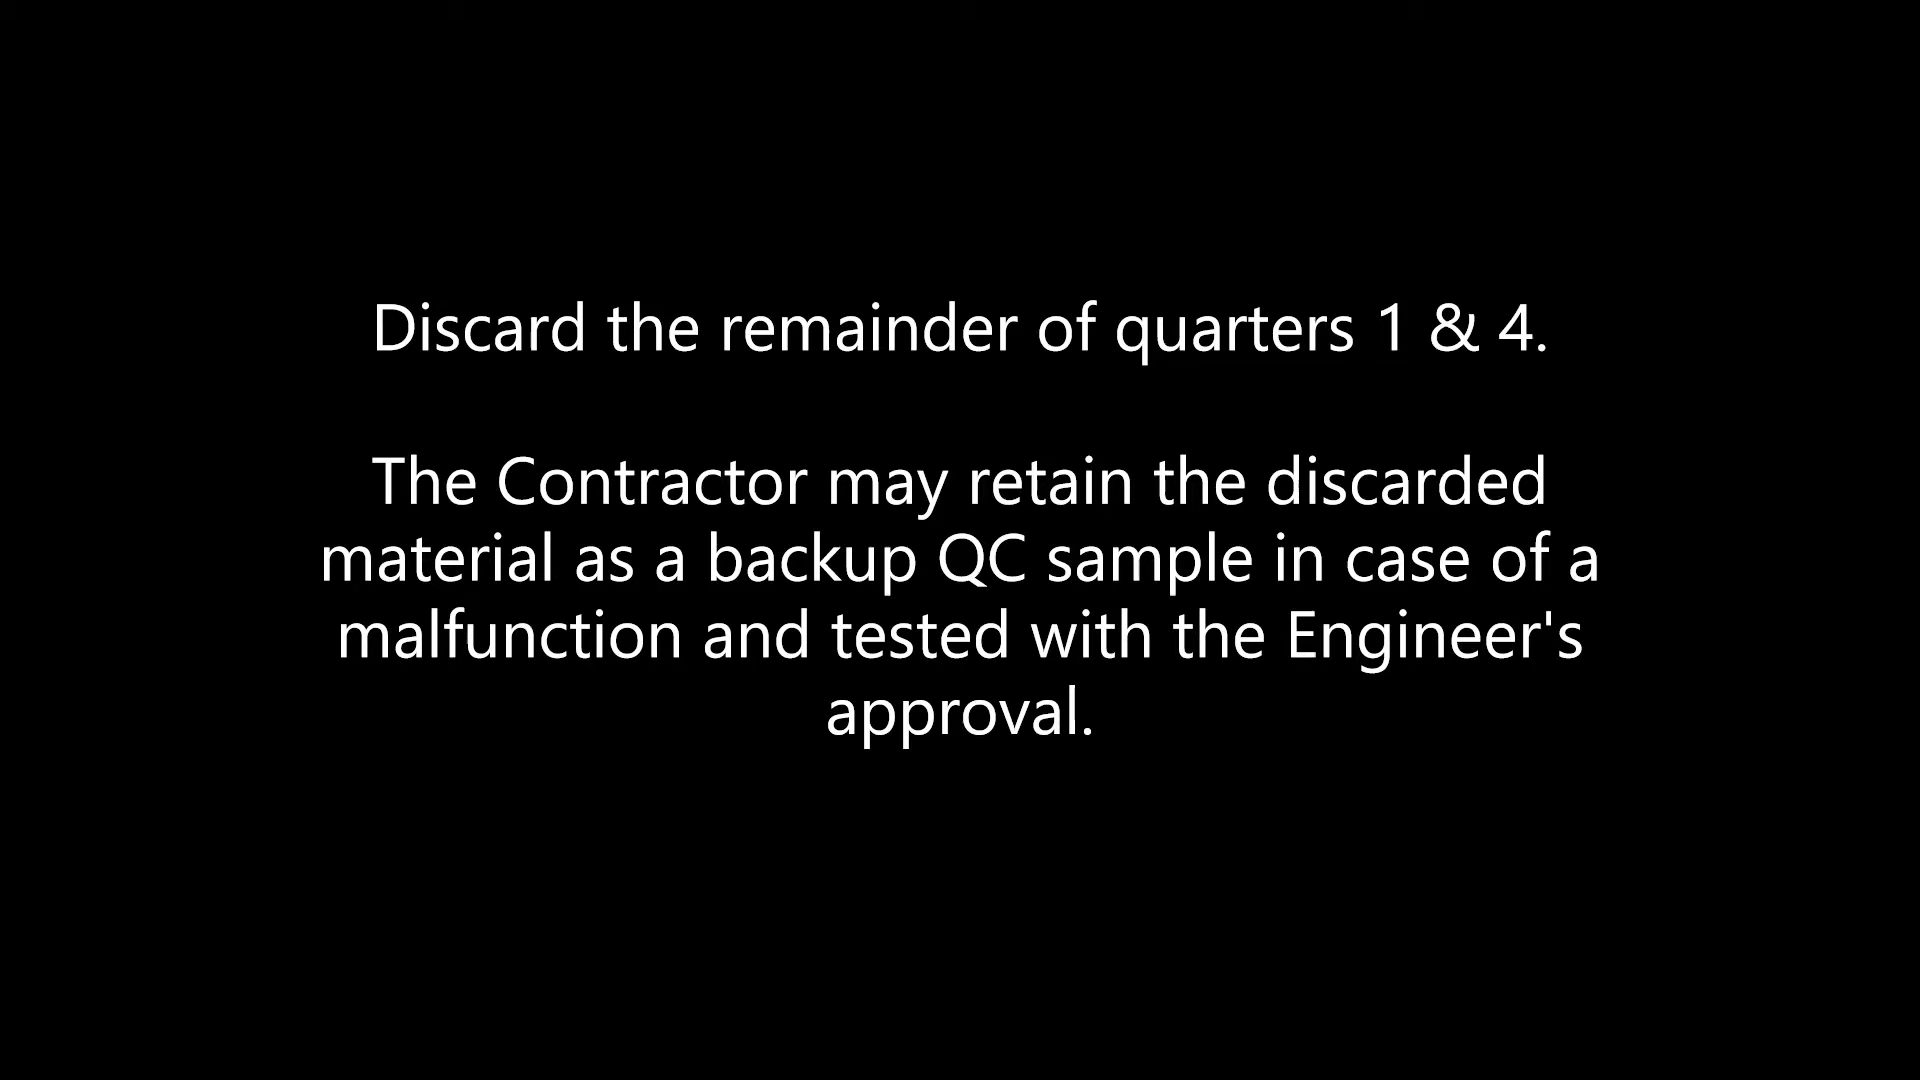 Discard the remainder of quarters 1 & 4.
The Contractor may retain the discarded
material as a backup QC sample in case of a
malfunction and tested with the Engineer's
approval.